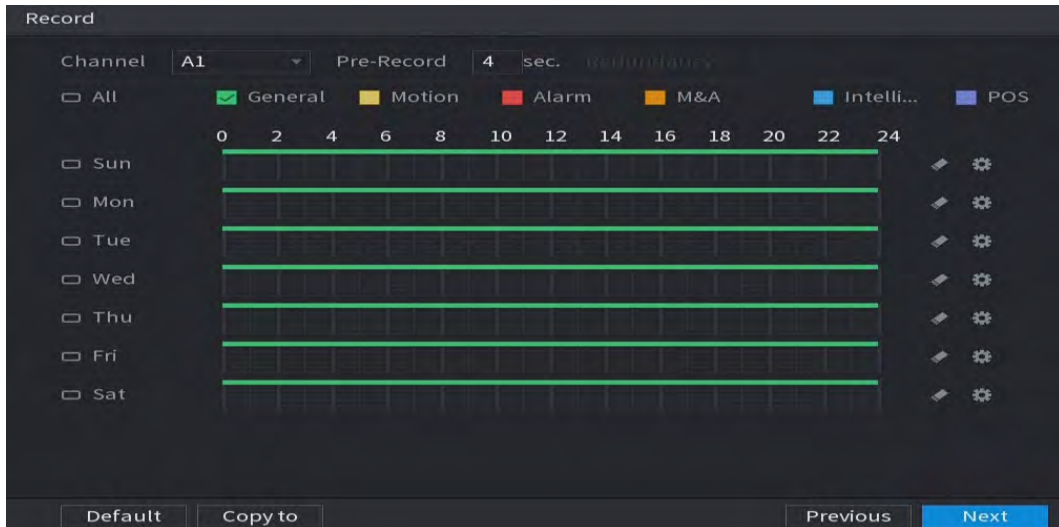 Record
Channel A1 Pre-Record 4 sec. Redundancy
All General Motion Alarm M&A Intelli... POS
0 2 4 6 8 10 12 14 16 18 20 22 24
Sun
Mon
Tue
Wed
Thu
Fri
Sat
Default Copy to Previous Next